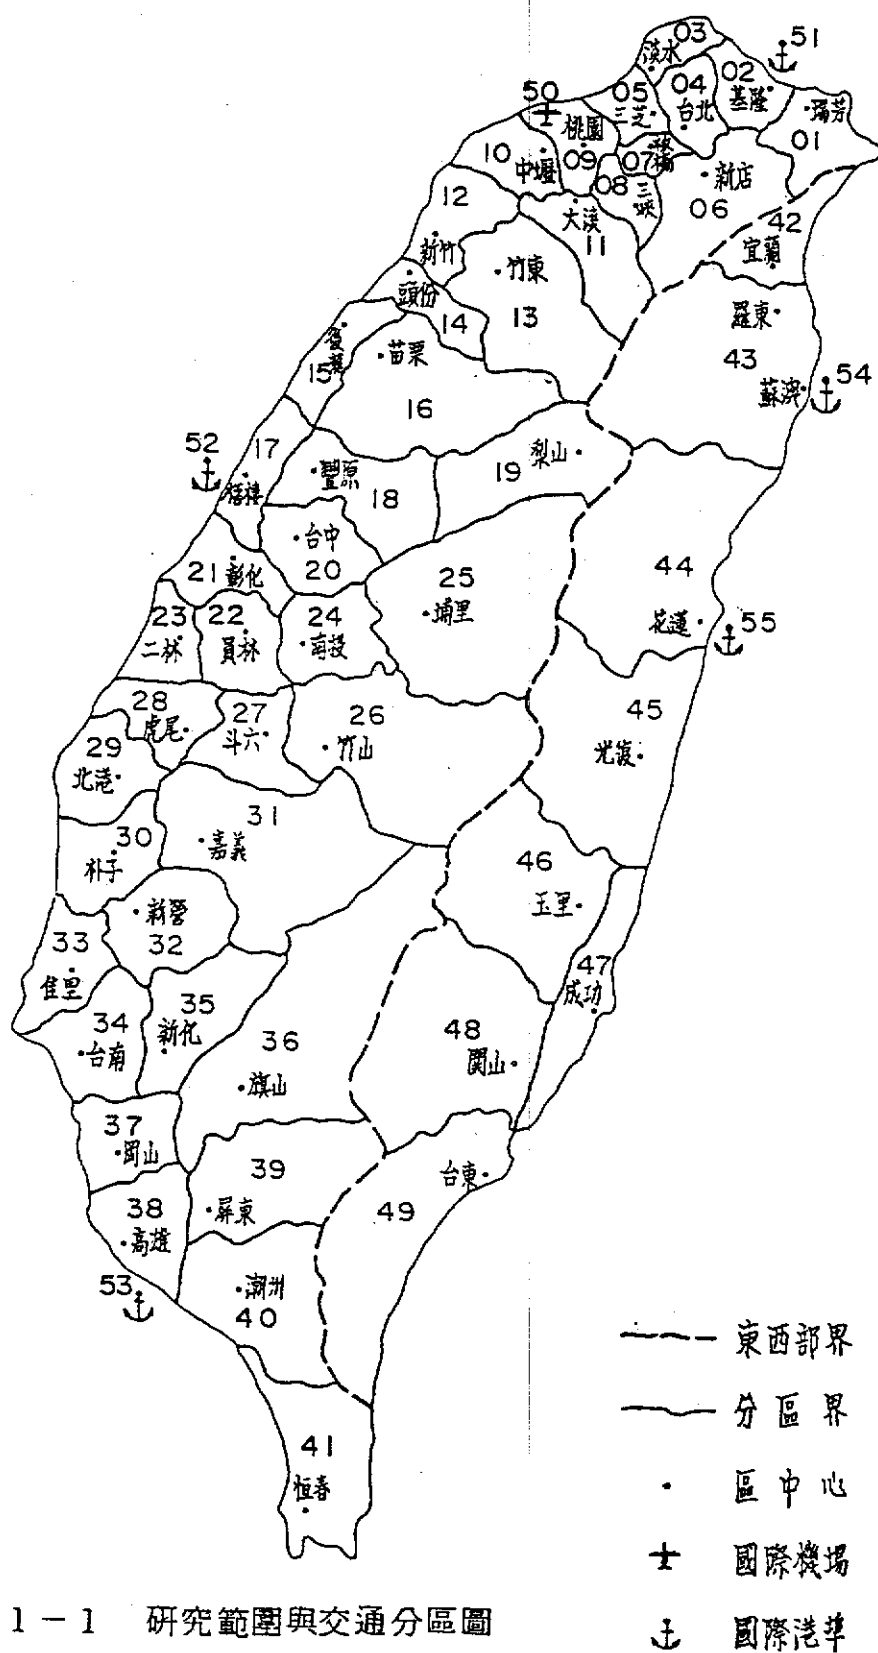 03
淡水
51
02
基隆
04
台北
05
三芝
50
桃園
瑞芳
01
10
中壢
09
07
板橋
08
三峽
新店
06
12
新竹
大溪
11
42
宜蘭
頭份
竹東
13
14
羅東
43
蘇澳
54
後龍
15
苗栗
16
52
17
梧棲
豐原
18
19
梨山
台中
20
21
彰化
25
埔里
44
花蓮
55
23
二林
22
員林
24
南投
28
虎尾
27
斗六
26
竹山
45
光復
29
北港
30
朴子
31
嘉義
46
玉里
新營
32
33
佳里
47
成功
34
台南
35
新化
36
旗山
48
關山
37
岡山
39
屏東
台東
49
38
高雄
53
潮州
40
41
恒春
東西部界
分區界
區中心
國際機場
國際港埠
1－1 研究範圍與交通分區圖